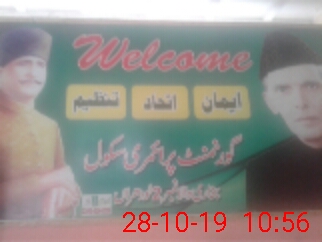 Welcome
ایمان اتحاد تنظیم
گورنمنٹ پرائمری سکول
28-10-19 10:56